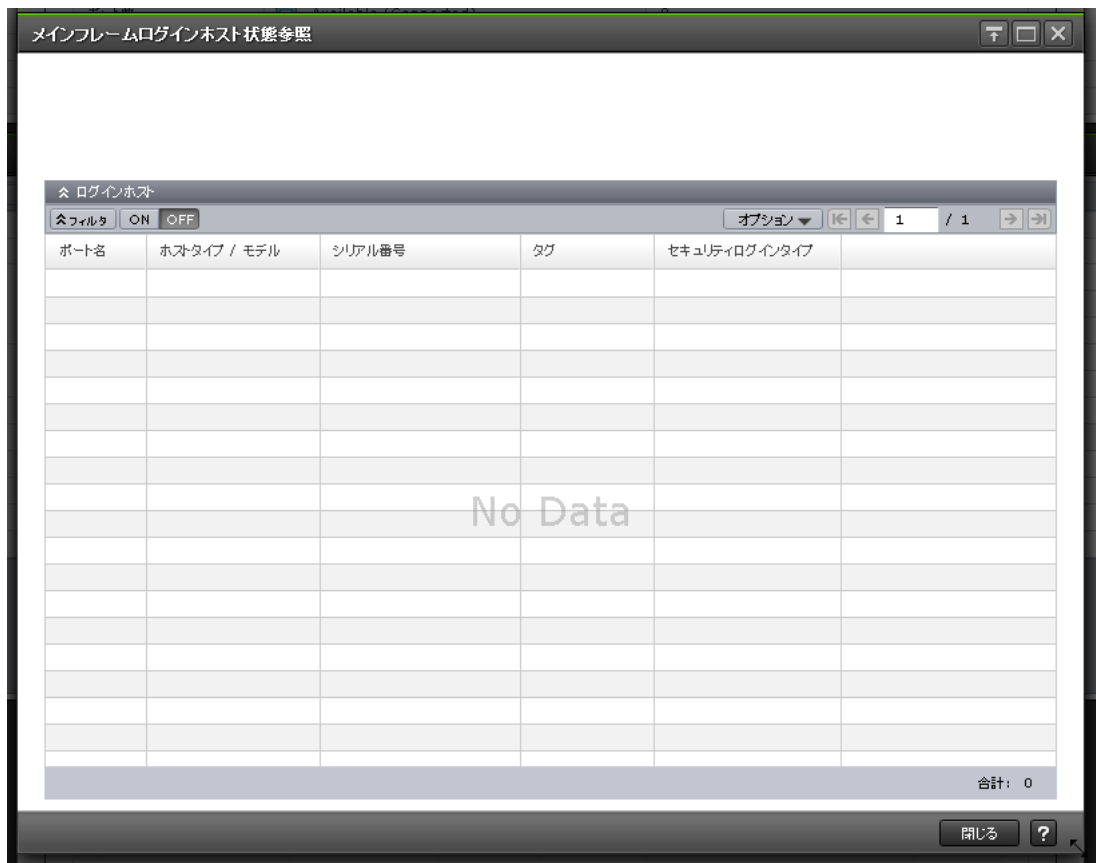 メインフレームログインホスト状態参照
ログインホスト
フィルタ ON OFF オプション 1 / 1
ポート名 ホストタイプ / モデル シリアル番号 タグ セキュリティログインタイプ
No Data
合計: 0
閉じる ?